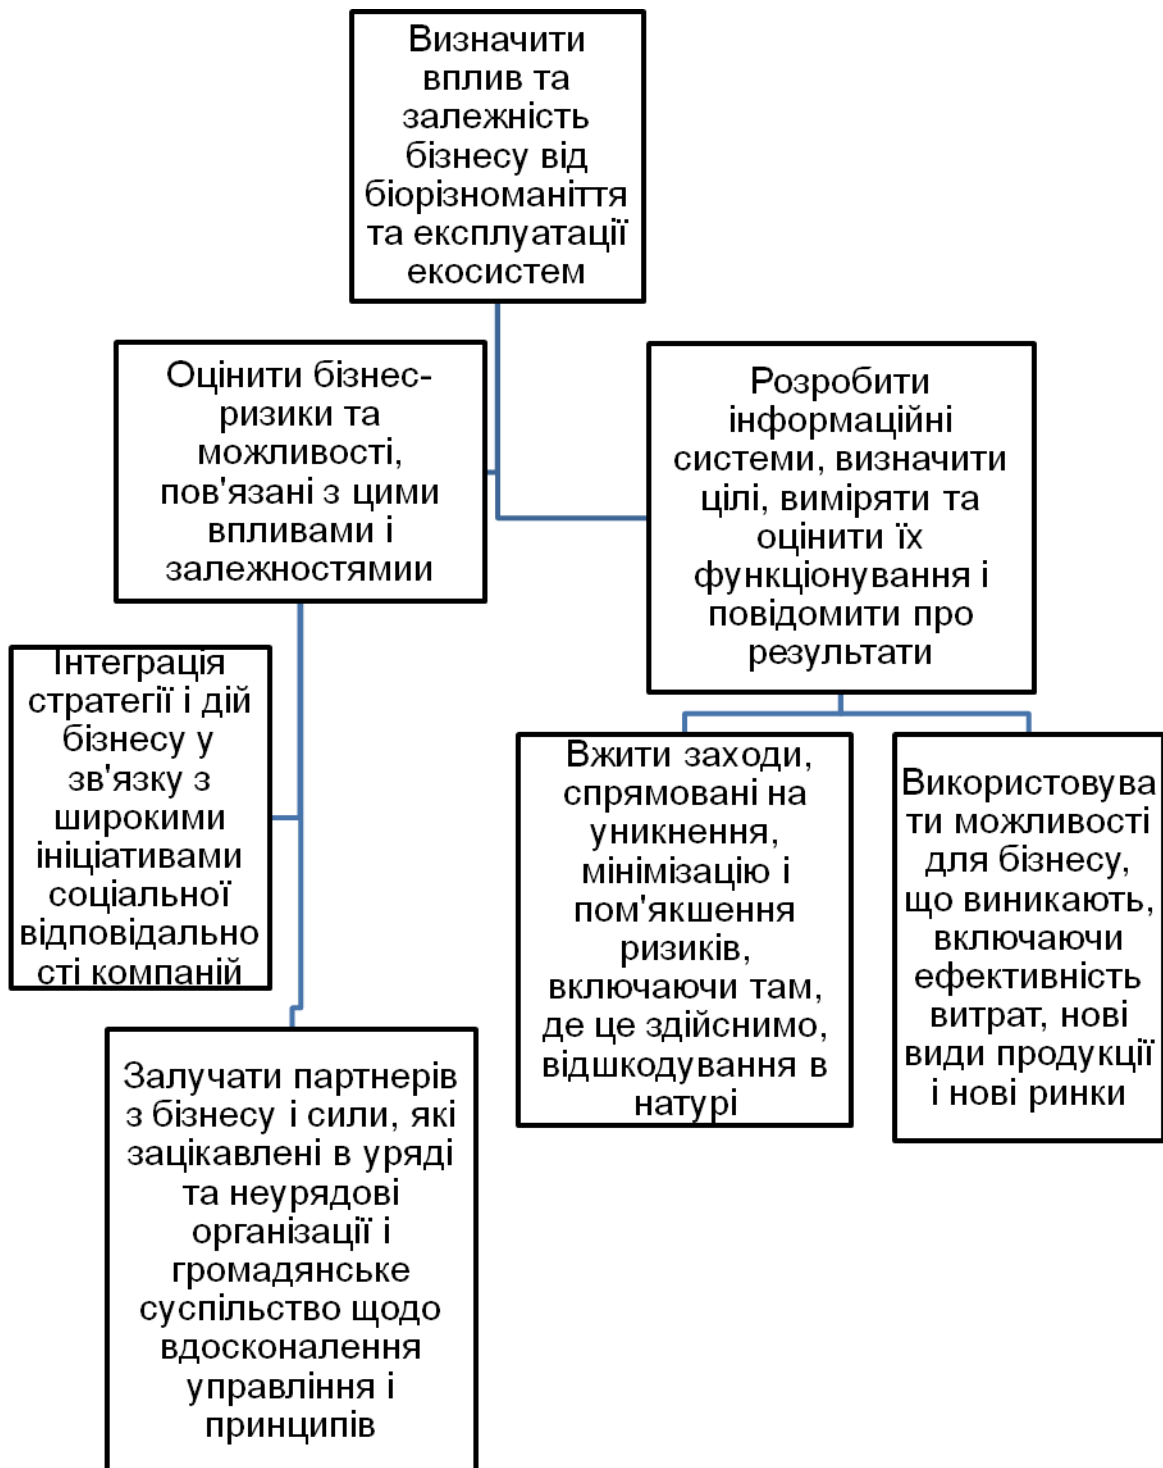 Визначити
вплив та
залежність
бізнесу від
біорізноманіття
та експлуатації
екосистем
Оцінити бізнес-
ризики та
можливості,
пов'язані з цими
впливами і
залежностямии
Розробити
інформаційні
системи, визначити
цілі, виміряти та
оцінити їх
функціонування і
повідомити про
результати
Інтеграція
стратегії і дій
бізнесу у
зв'язку з
широкими
ініціативами
соціальної
відповідально
сті компаній
Вжити заходи,
спрямовані на
уникнення,
мінімізацію і
пом'якшення
ризиків,
включаючи там,
де це здійснимо,
відшкодування в
натурі
Використовува
ти можливості
для бізнесу,
що виникають,
включаючи
ефективність
витрат, нові
види продукції
і нові ринки
Залучати партнерів
з бізнесу і сили, які
зацікавлені в уряді
та неурядові
організації і
громадянське
суспільство щодо
вдосконалення
управління і
принципів